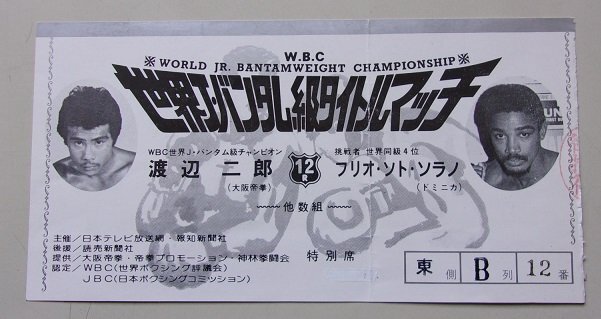 W.B.C
※WORLD JR. BANTAMWEIGHT CHAMPIONSHIP※
世界J・バンタム級タイトルマッチ
WBC世界J・バンタム級チャンピオン
渡辺二郎
(大阪帝拳)
12
挑戦者 世界同級4位
フリオ・ソト・ソラノ
(ドミニカ)
他数組
主催/日本テレビ放送網・報知新聞社
後援/読売新聞社
提供/大阪帝拳・帝拳プロモーション・神林拳闘会
認定/WBC(世界ボクシング評議会)
JBC(日本ボクシングコミッション)
特別席
東側 B列 12番